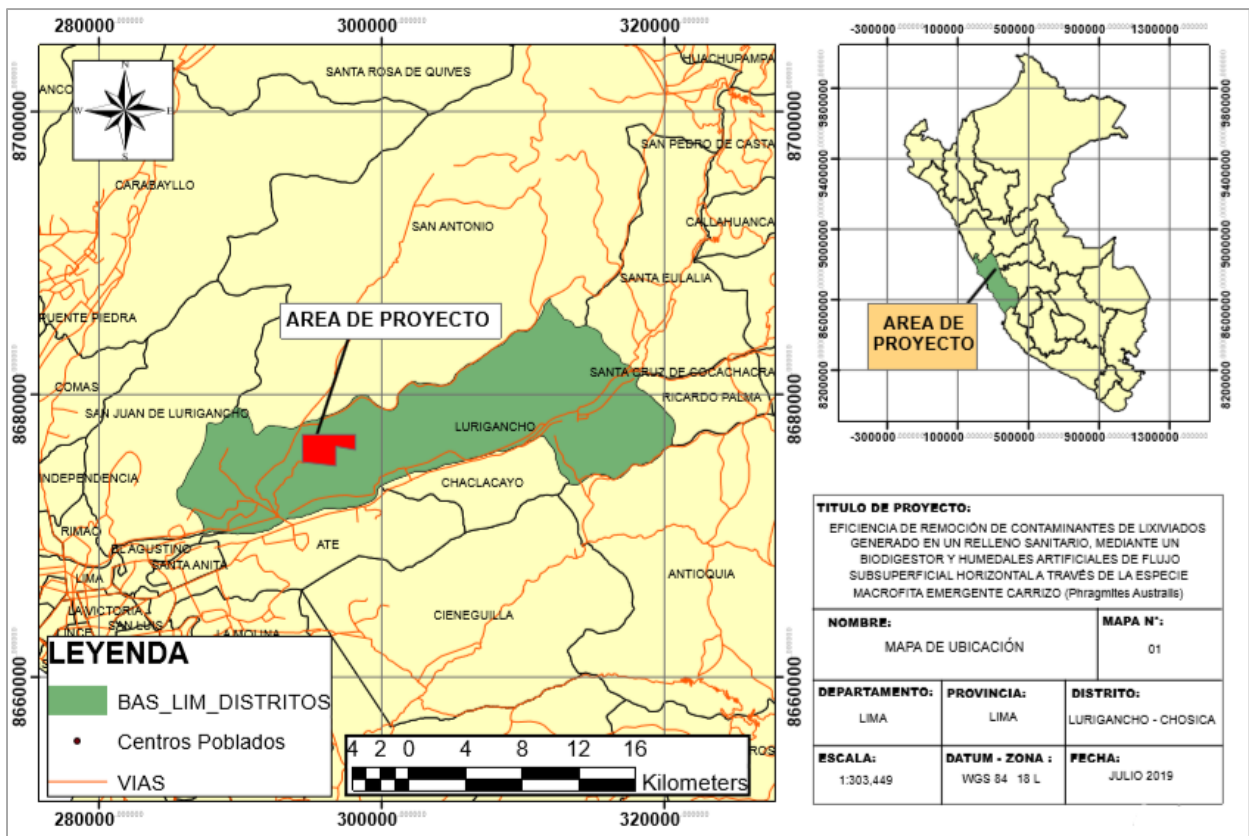 280000
300000
320000
8700000
8680000
8660000
280000
300000
320000
8700000
8680000
8660000
N
W
E
S
ANCO
SANTA ROSA DE QUIVES
HUACHUPAMPA
SAN PEDRO DE CASTA
CARABAYLLO
CALLAHUANCA
SAN ANTONIO
SANTA EULALIA
PUENTE PIEDRA
AREA DE PROYECTO
COMAS
SANTA CRUZ DE COCACHACRA
RICARDO PALMA
SAN JUAN DE LURIGANCHO
LURIGANCHO
INDEPENDENCIA
CHACLACAYO
RIMAC
ATE
EL AGUSTINO
SANTA ANITA
LIMA
ANTIOQUIA
LA VICTORIA
SAN LUIS
CIENEGUILLA
LINCE
LA MOLINA
LEYENDA
BAS_LIM_DISTRITOS
Centros Poblados
VIAS
4 2 0 4 8 12 16
Kilometers
-300000 100000 500000 900000 1300000
9800000
9400000
9000000
8600000
8200000
9800000
9400000
9000000
8600000
8200000
AREA DE
PROYECTO
-300000 100000 500000 900000 1300000
TITULO DE PROYECTO:
EFICIENCIA DE REMOCIÓN DE CONTAMINANTES DE LIXIVIADOS
GENERADO EN UN RELLENO SANITARIO, MEDIANTE UN
BIODIGESTOR Y HUMEDALES ARTIFICIALES DE FLUJO
SUBSUPERFICIAL HORIZONTAL A TRAVÉS DE LA ESPECIE
MACROFITA EMERGENTE CARRIZO (Phragmites Australis)
NOMBRE:
MAPA DE UBICACIÓN
MAPA N°:
01
DEPARTAMENTO:
LIMA
PROVINCIA:
LIMA
DISTRITO:
LURIGANCHO - CHOSICA
ESCALA:
1:303,449
DATUM - ZONA :
WGS 84 18 L
FECHA:
JULIO 2019